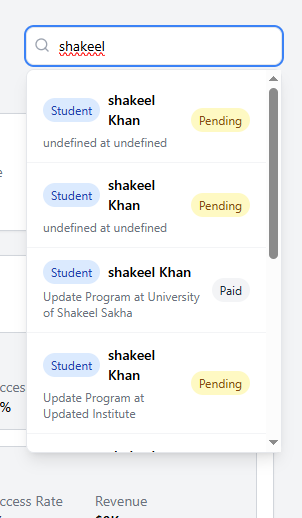 shakeel
Student
shakeel
Khan
Pending
undefined at undefined
Student
shakeel
Khan
Pending
undefined at undefined
Student
shakeel Khan
Paid
Update Program at University
of Shakeel Sakha
Student
shakeel
Khan
Pending
Update Program at
Updated Institute
%
ccess Rate
Revenue